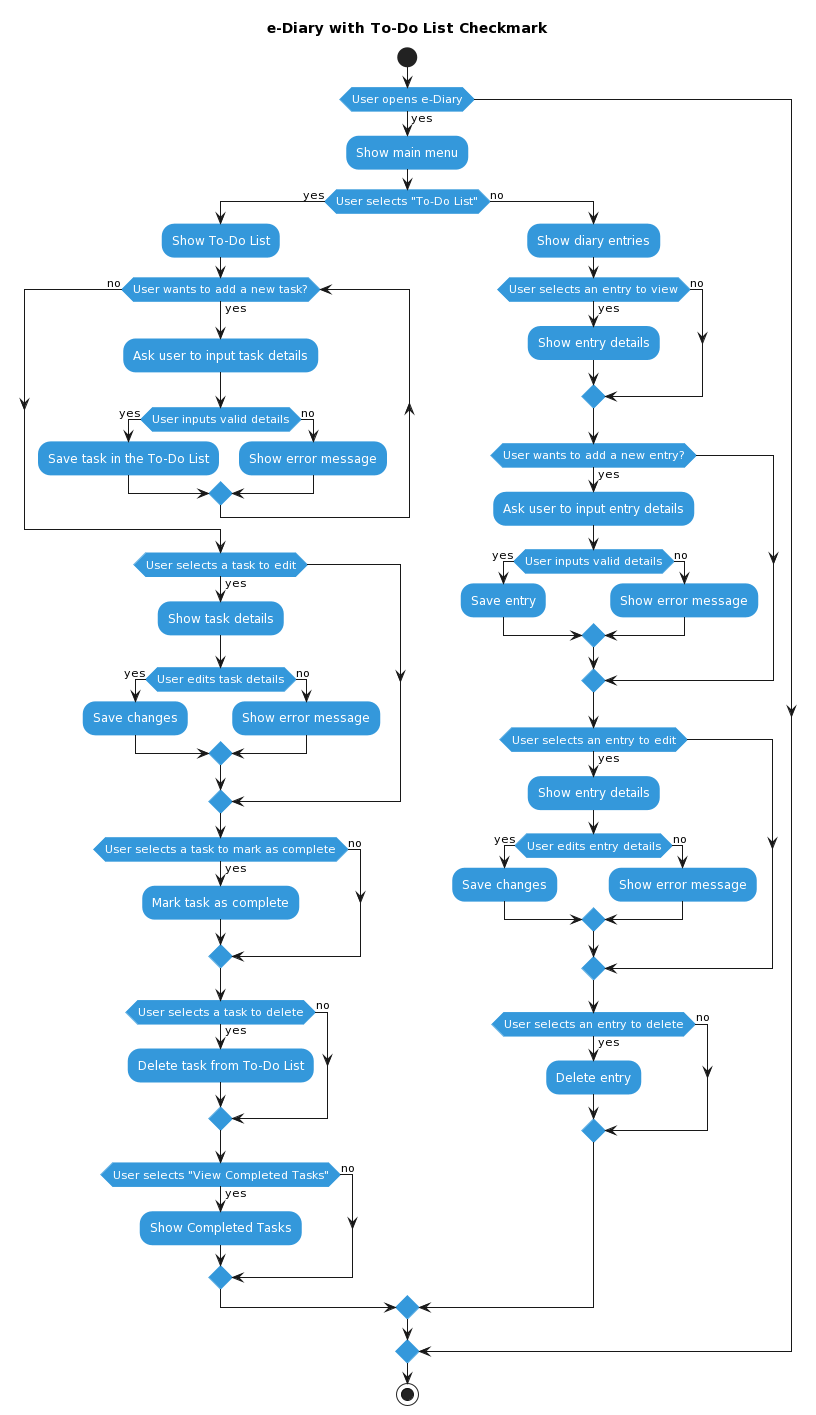 e-Diary with To-Do List Checkmark
User opens e-Diary
yes
Show main menu
yes
User selects "To-Do List"
no
Show To-Do List
no
User wants to add a new task?
yes
Ask user to input task details
yes
User inputs valid details
no
Save task in the To-Do List
Show error message
User selects a task to edit
yes
Show task details
yes
User edits task details
no
Save changes
Show error message
User selects a task to mark as complete
no
yes
Mark task as complete
User selects a task to delete
no
yes
Delete task from To-Do List
User selects "View Completed Tasks"
no
yes
Show Completed Tasks
Show diary entries
User selects an entry to view
no
yes
Show entry details
User wants to add a new entry?
yes
Ask user to input entry details
yes
User inputs valid details
no
Save entry
Show error message
User selects an entry to edit
yes
Show entry details
yes
User edits entry details
no
Save changes
Show error message
User selects an entry to delete
no
yes
Delete entry